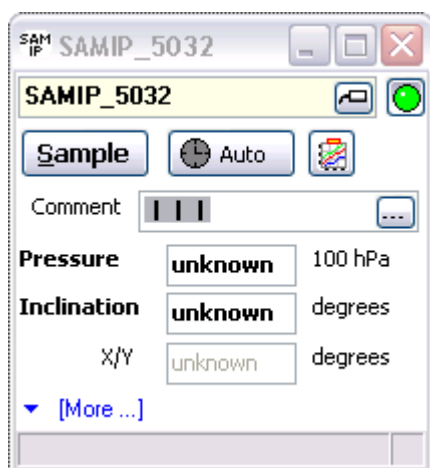 SAM IP SAMIP_5032
SAMIP_5032
Sample Auto
Comment ...
Pressure unknown 100 hPa
Inclination unknown degrees
X/Y unknown degrees
[More ...]